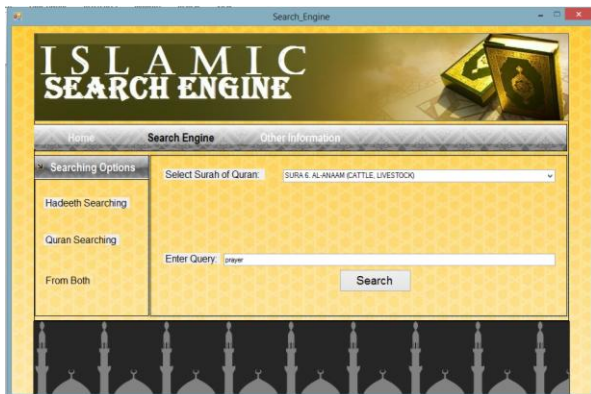 Search_Engine
ISLAMIC
SEARCH ENGINE
Home Search Engine Other Information
Searching Options
Select Surah of Quran: SURA 6. AL-ANAAM (CATTLE, LIVESTOCK)
Hadeeth Searching
Quran Searching
Enter Query: prayer
From Both Search